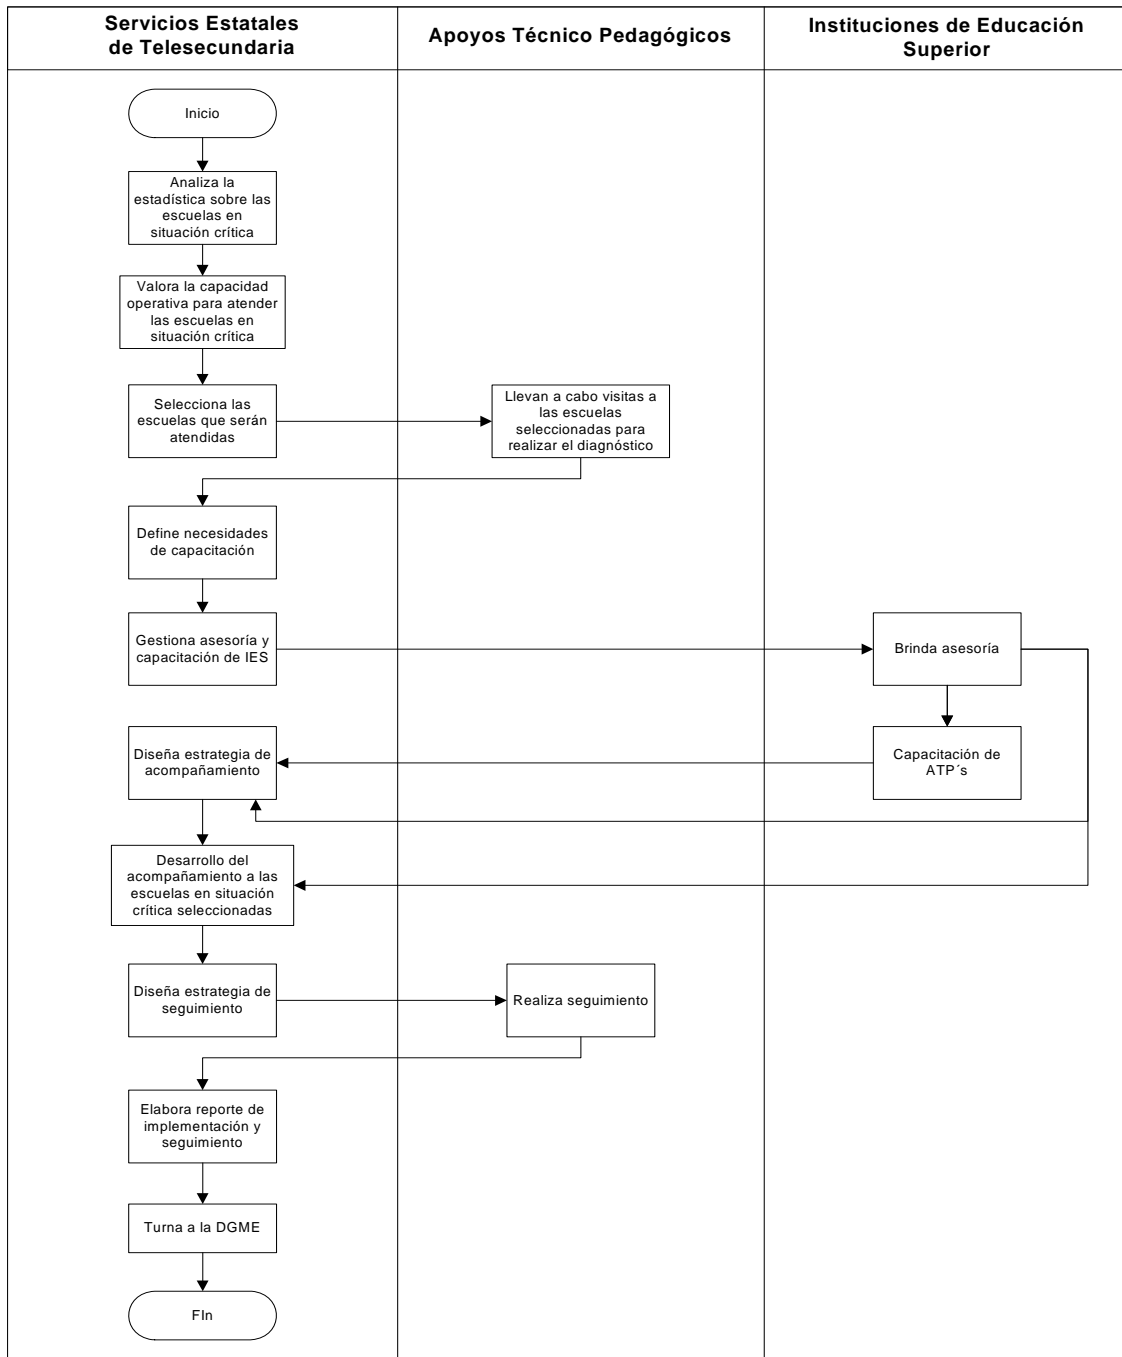 Servicios Estatales
de Telesecundaria
Apoyos Técnico Pedagógicos
Instituciones de Educación
Superior
Inicio
Analiza la
estadística sobre las
escuelas en
situación crítica
Valora la capacidad
operativa para atender
las escuelas en
situación crítica
Selecciona las
escuelas que serán
atendidas
Llevan a cabo visitas a
las escuelas
seleccionadas para
realizar el diagnóstico
Define necesidades
de capacitación
Gestiona asesoría y
capacitación de IES
Brinda asesoría
Diseña estrategia de
acompañamiento
Capacitación de
ATP´s
Desarrollo del
acompañamiento a las
escuelas en situación
crítica seleccionadas
Diseña estrategia de
seguimiento
Realiza seguimiento
Elabora reporte de
implementación y
seguimiento
Turna a la DGME
FIn